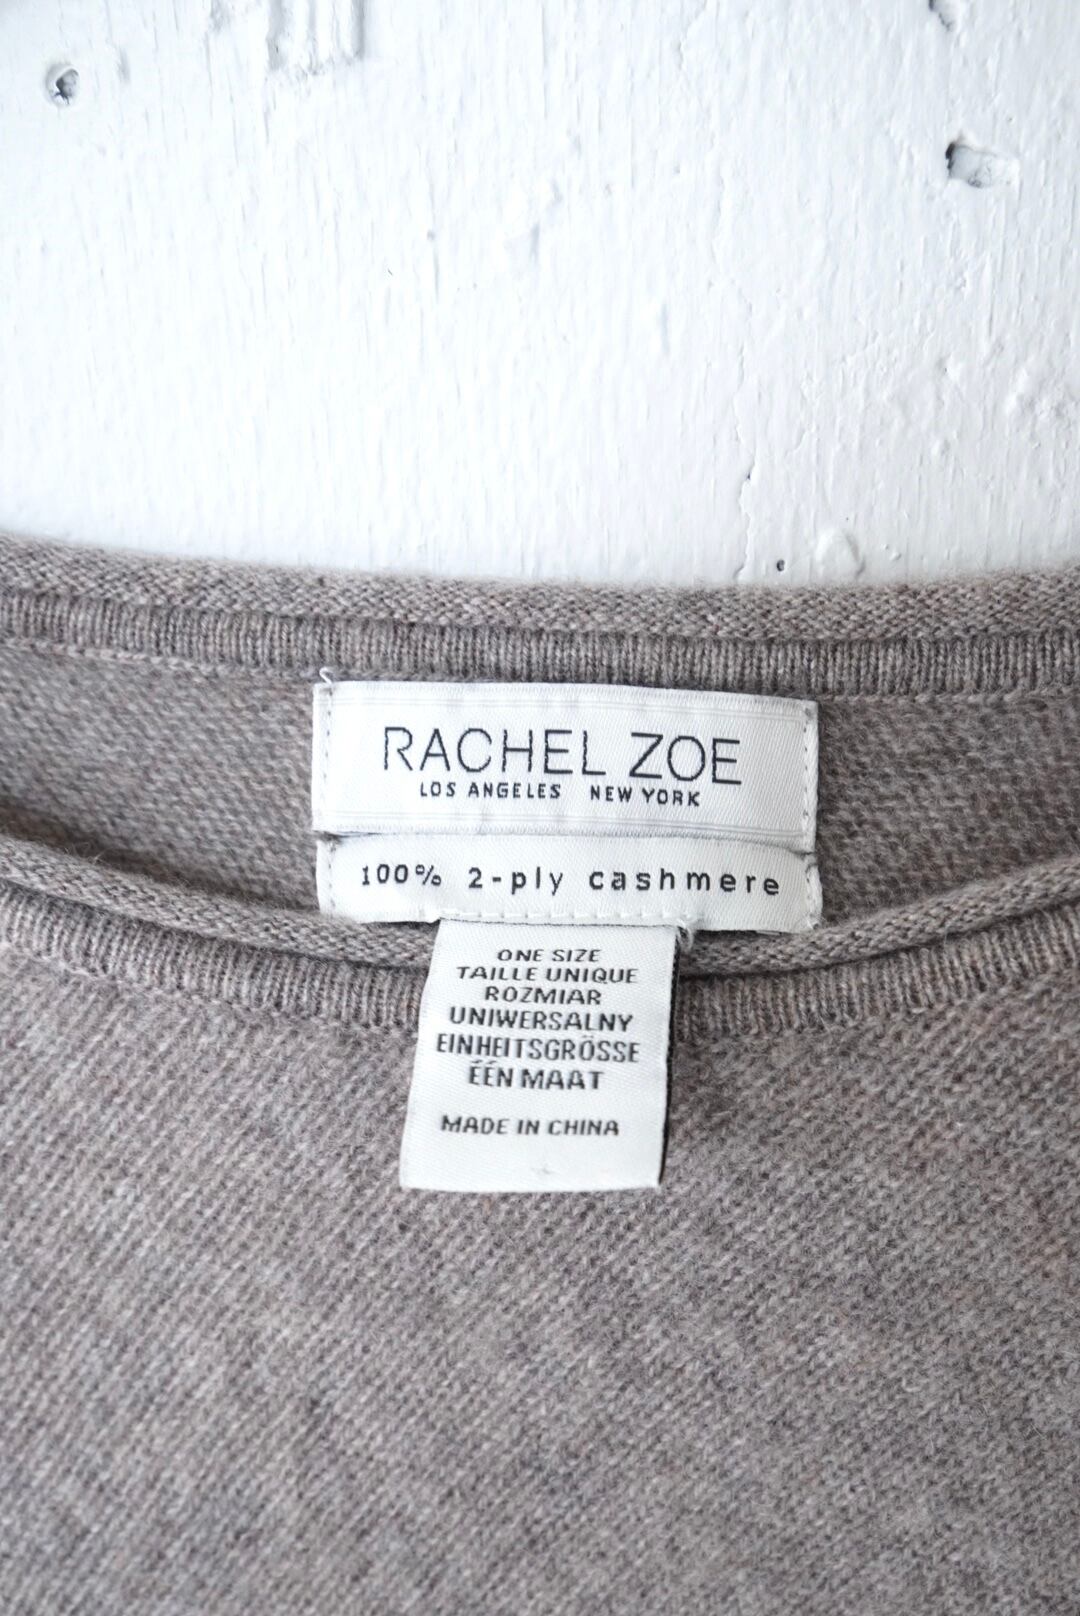 RACHEL ZOE
LOS ANGELES NEW YORK
100% 2-ply cashmere
ONE SIZE
TAILLE UNIQUE
ROZMIAR
UNIWERSALNY
EINHEITSGRÖSSE
ÉÉN MAAT
MADE IN CHINA